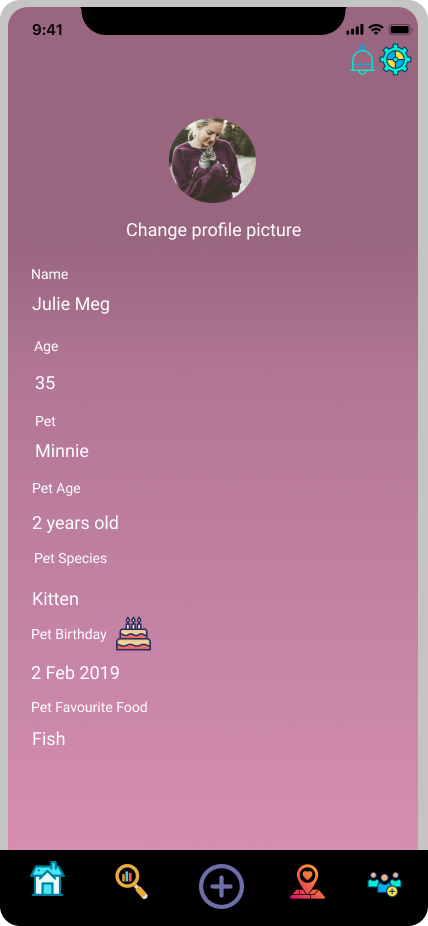 9:41
Change profile picture
Name
Julie Meg
Age
35
Pet
Minnie
Pet Age
2 years old
Pet Species
Kitten
Pet Birthday
2 Feb 2019
Pet Favourite Food
Fish